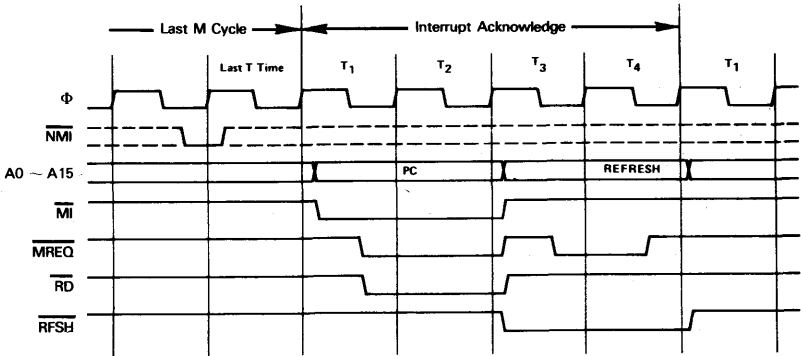 Last M Cycle
Interrupt Acknowledge
Last T Time
T1
T2
T3
T4
T1
Φ
NMI
A0 ~ A15
PC
REFRESH
MI
MREQ
RD
RFSH